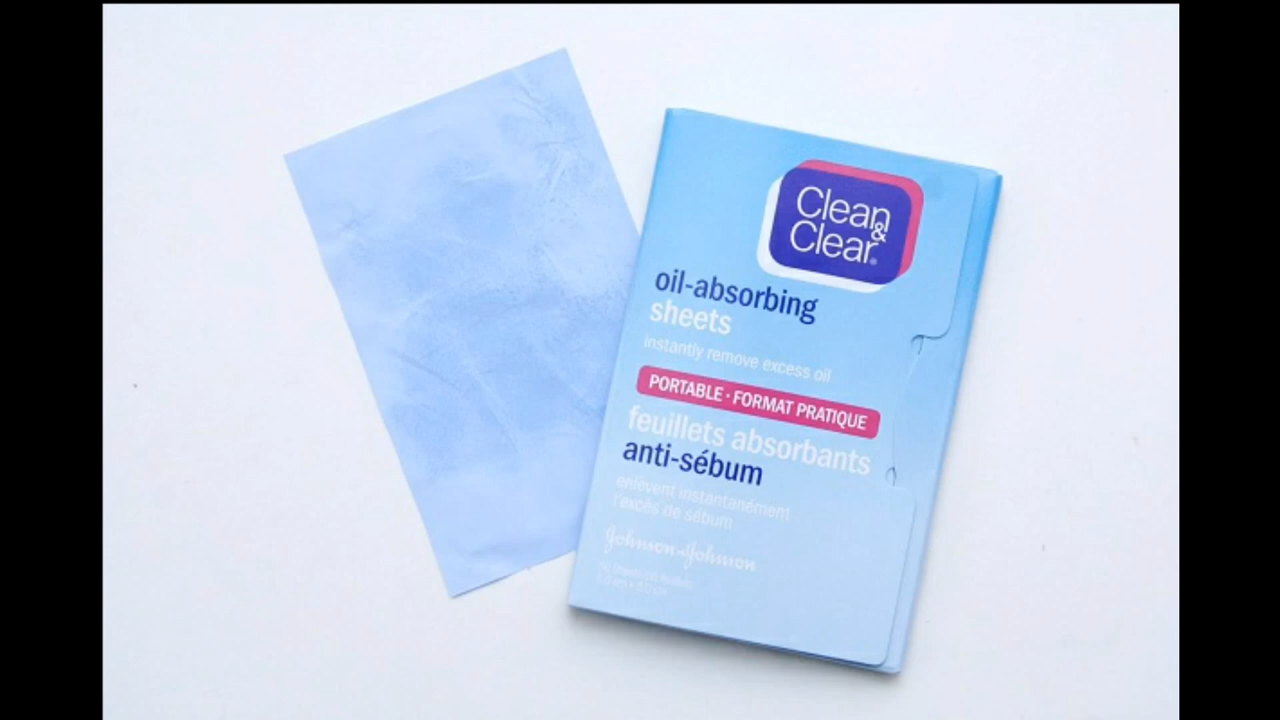 Clean
&
Clear®
oil-absorbing
sheets
instantly remove excess oil
PORTABLE · FORMAT PRATIQUE
feuillets absorbants
anti-sébum
enlèvent instantanément
l'excès de sébum
Johnson & Johnson